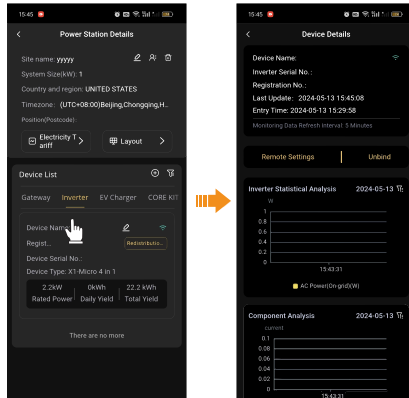 15:45
Power Station Details
Site name: yyyyy
System Size(kW): 1
Country and region: UNITED STATES
Timezone: (UTC+08:00)Beijing,Chongqing,H..
Position(Postcode):
Electricity T
ariff
Layout
Device List
Gateway Inverter EV Charger CORE KIT
Device Name:
Regist... Redistributio...
Device Serial No.:
Device Type: X1-Micro 4 in 1
2.2kW 0kWh 22.2 kWh
Rated Power Daily Yield Total Yield
There are no more
15:45
Device Details
Device Name:
Inverter Serial No.:
Registration No.:
Last Update: 2024-05-13 15:45:08
Entry Time: 2024-05-13 15:29:58
Monitoring Data Refresh Interval: 5 Minutes
Remote Settings Unbind
Inverter Statistical Analysis 2024-05-13
W
1
0.8
0.6
0.4
0.2
0
15:43:31
AC Power(On-grid)(W)
Component Analysis 2024-05-13
current
0.1
0.08
0.06
0.04
0.02
0
15:43:31